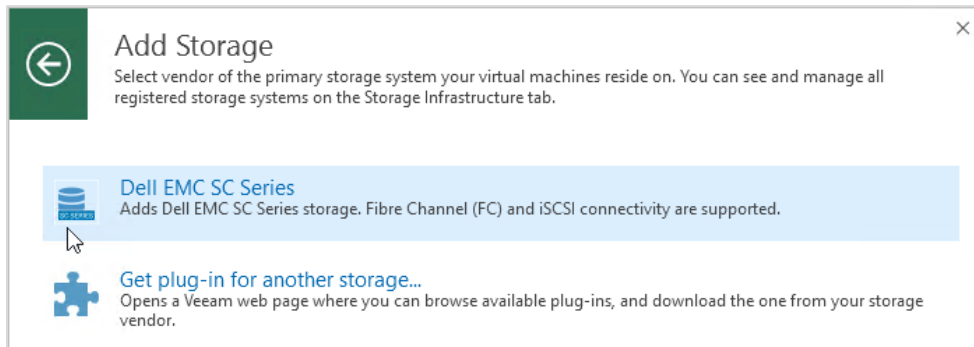 Add Storage
Select vendor of the primary storage system your virtual machines reside on. You can see and manage all
registered storage systems on the Storage Infrastructure tab.
Dell EMC SC Series
Adds Dell EMC SC Series storage. Fibre Channel (FC) and iSCSI connectivity are supported.
SC SERIES
Get plug-in for another storage...
Opens a Veeam web page where you can browse available plug-ins, and download the one from your storage
vendor.